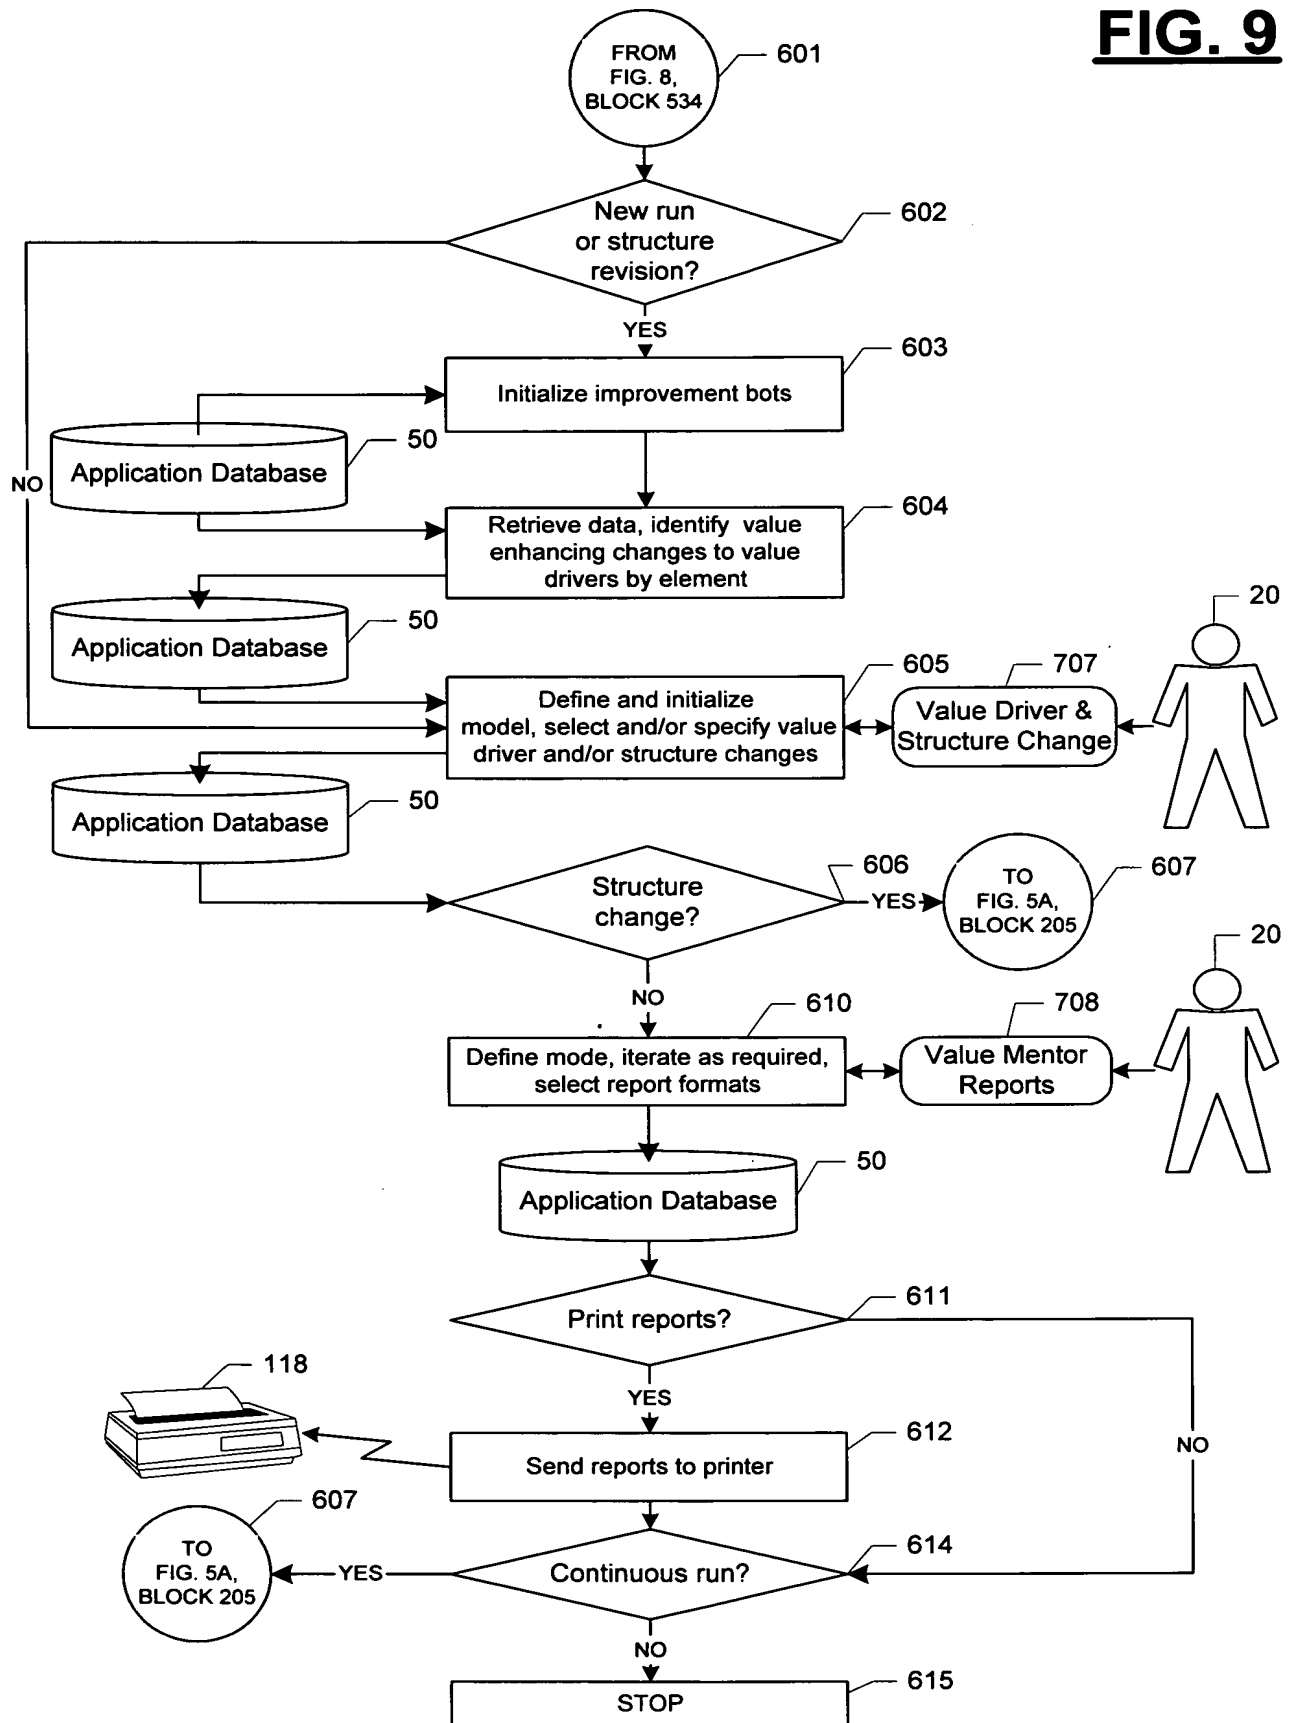 FIG. 9
FROM
FIG. 8,
BLOCK 534
601
New run
or structure
revision?
602
YES
603
Initialize improvement bots
50
Application Database
NO
604
Retrieve data, identify value
enhancing changes to value
drivers by element
50
Application Database
20
605
707
Define and initialize
model, select and/or specify value
driver and/or structure changes
Value Driver &
Structure Change
50
Application Database
606
Structure
change?
YES
TO
FIG. 5A,
BLOCK 205
607
20
NO
610
708
Define mode, iterate as required,
select report formats
Value Mentor
Reports
50
Application Database
611
Print reports?
118
YES
612
NO
Send reports to printer
607
TO
FIG. 5A,
BLOCK 205
YES
Continuous run?
614
NO
615
STOP